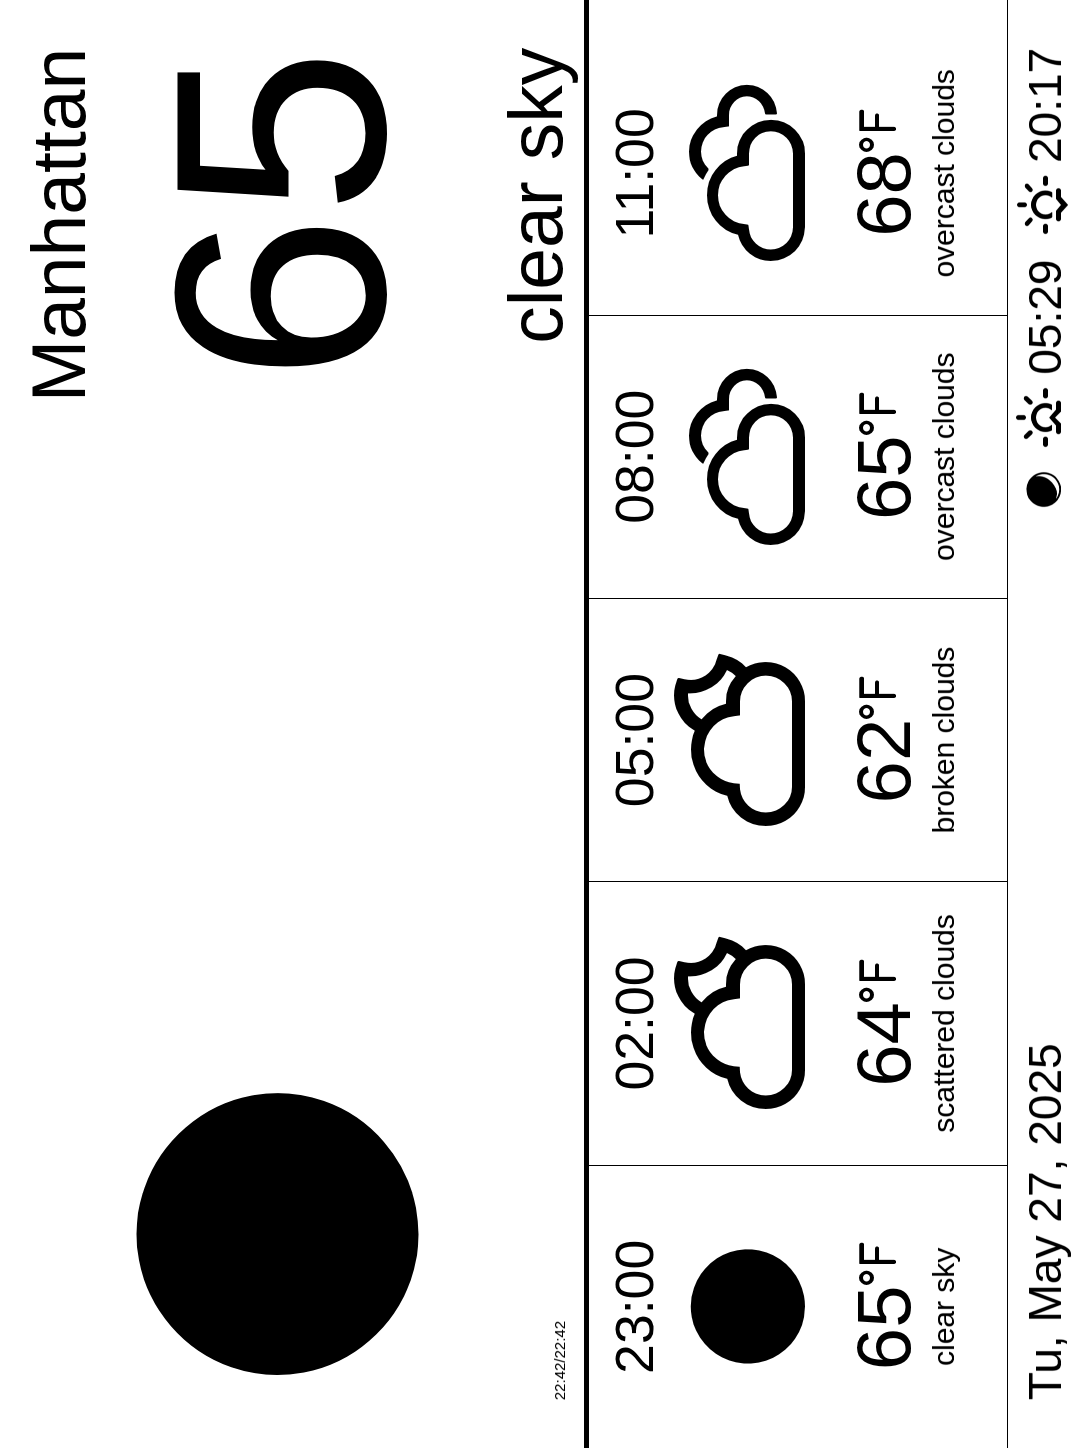 Manhattan
65
clear sky
22:42/22:42
23:00 02:00 05:00 08:00 11:00
65°F 64°F 62°F 65°F 68°F
clear sky scattered clouds broken clouds overcast clouds overcast clouds
Tu, May 27, 2025 05:29 20:17